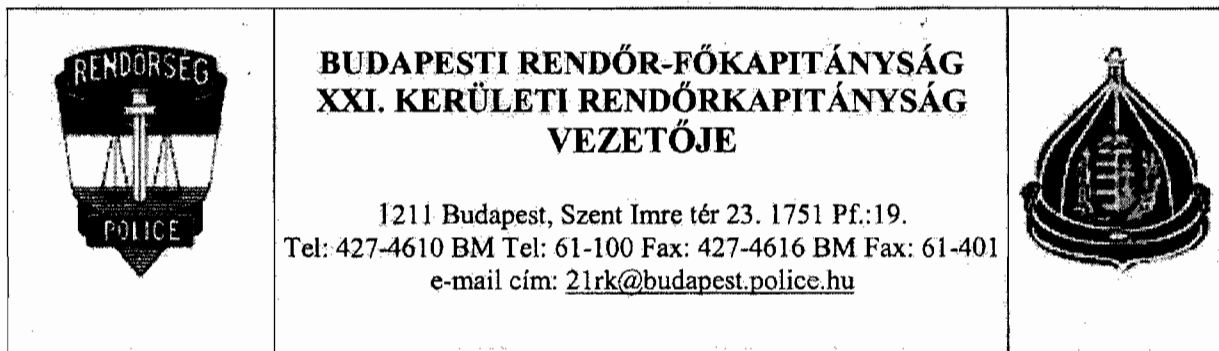 RENDŐRSÉG
POLICE
BUDAPESTI RENDŐR-FŐKAPITÁNYSÁG
XXI. KERÜLETI RENDŐRKAPITÁNYSÁG
VEZETŐJE
1211 Budapest, Szent Imre tér 23. 1751 Pf.:19.
Tel: 427-4610 BM Tel: 61-100 Fax: 427-4616 BM Fax: 61-401
e-mail cím: 21rk@budapest.police.hu